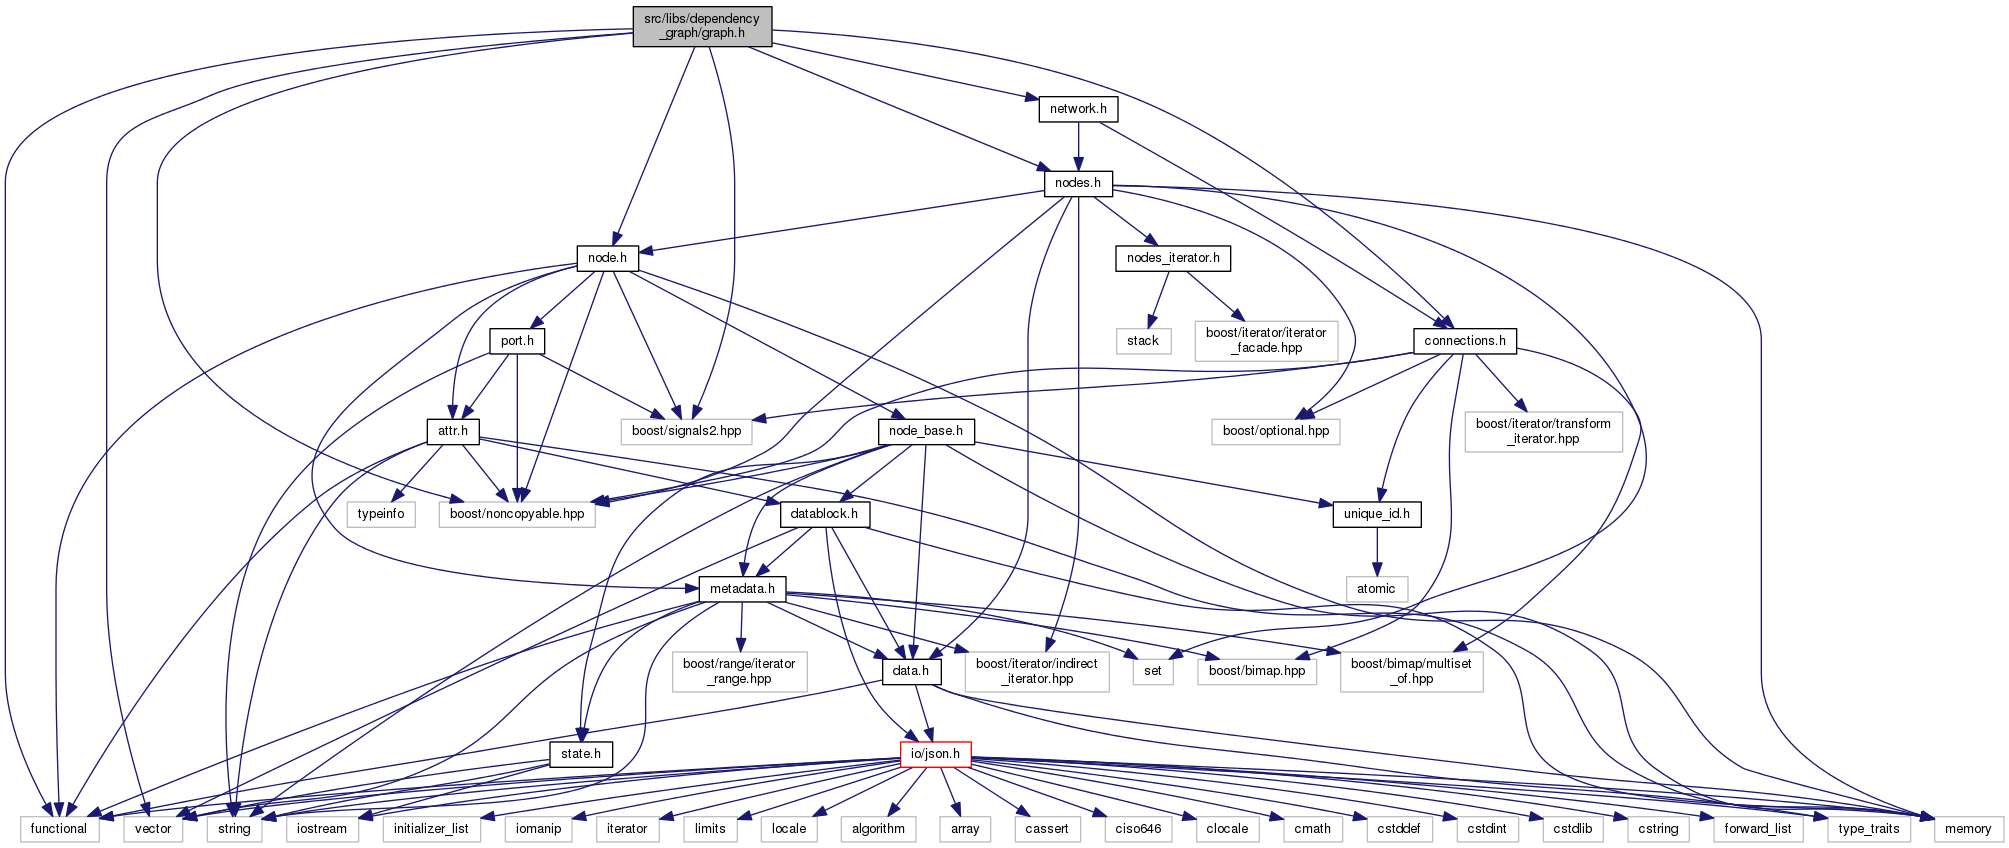 src/libs/dependency
_graph/graph.h
network.h
nodes.h
node.h
nodes_iterator.h
port.h
stack
boost/iterator/iterator
_facade.hpp
connections.h
attr.h
boost/signals2.hpp
node_base.h
boost/optional.hpp
boost/iterator/transform
_iterator.hpp
typeinfo
boost/noncopyable.hpp
datablock.h
unique_id.h
metadata.h
atomic
boost/range/iterator
_range.hpp
data.h
boost/iterator/indirect
_iterator.hpp
set
boost/bimap.hpp
boost/bimap/multiset
_of.hpp
state.h
io/json.h
functional
vector
string
iostream
initializer_list
iomanip
iterator
limits
locale
algorithm
array
cassert
ciso646
clocale
cmath
cstddef
cstdint
cstdlib
cstring
forward_list
type_traits
memory